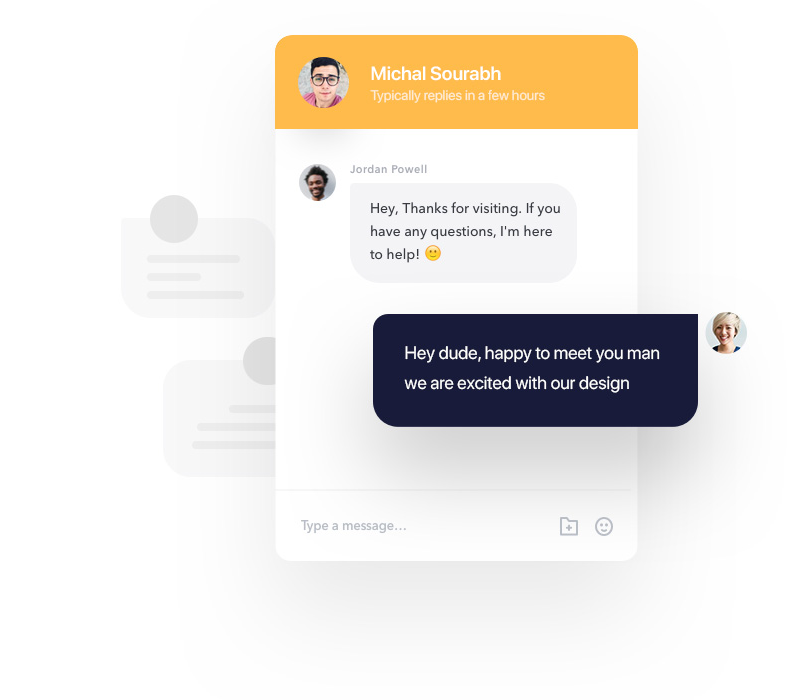 Michal Sourabh
Typically replies in a few hours
Jordan Powell
Hey, Thanks for visiting. If you
have any questions, I'm here
to help! 🙂
Hey dude, happy to meet you man
we are excited with our design
Type a message...